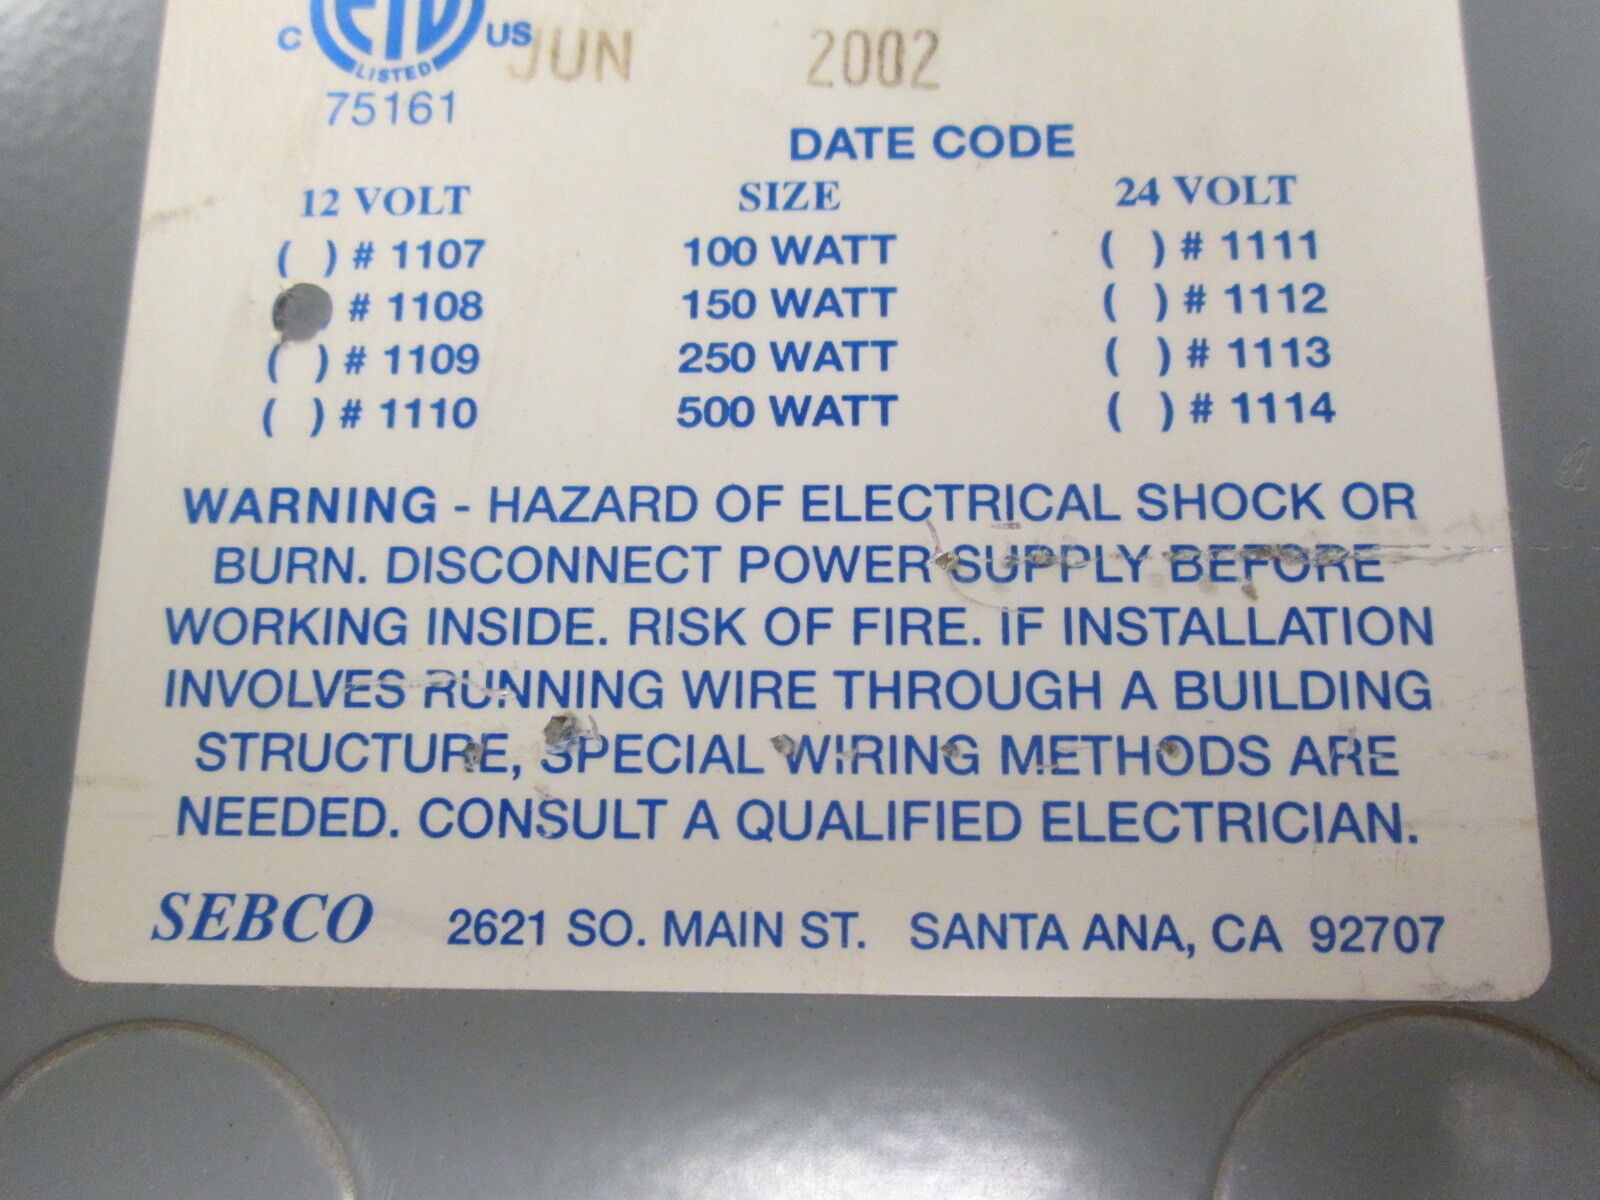 C ETL US JUN 2002
LISTED
75161
DATE CODE
12 VOLT SIZE 24 VOLT
( ) # 1107 100 WATT ( ) # 1111
# 1108 150 WATT ( ) # 1112
( ) # 1109 250 WATT ( ) # 1113
( ) # 1110 500 WATT ( ) # 1114
WARNING - HAZARD OF ELECTRICAL SHOCK OR
BURN. DISCONNECT POWER SUPPLY BEFORE
WORKING INSIDE. RISK OF FIRE. IF INSTALLATION
INVOLVES RUNNING WIRE THROUGH A BUILDING
STRUCTURE, SPECIAL WIRING METHODS ARE
NEEDED. CONSULT A QUALIFIED ELECTRICIAN.
SEBCO 2621 SO. MAIN ST. SANTA ANA, CA 92707